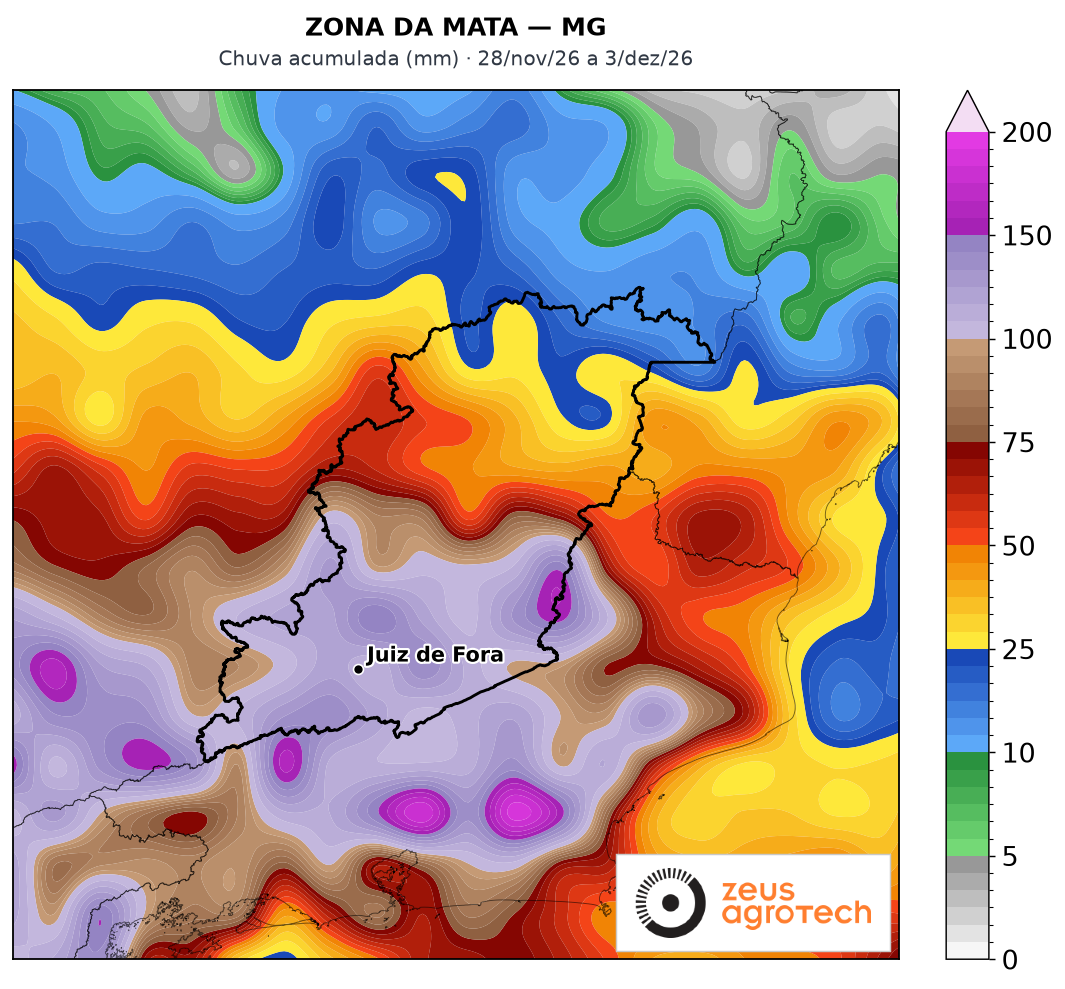 ZONA DA MATA — MG
Chuva acumulada (mm) · 28/nov/26 a 3/dez/26
200
150
100
75
50
25
10
5
0
Juiz de Fora
zeus
agrotech